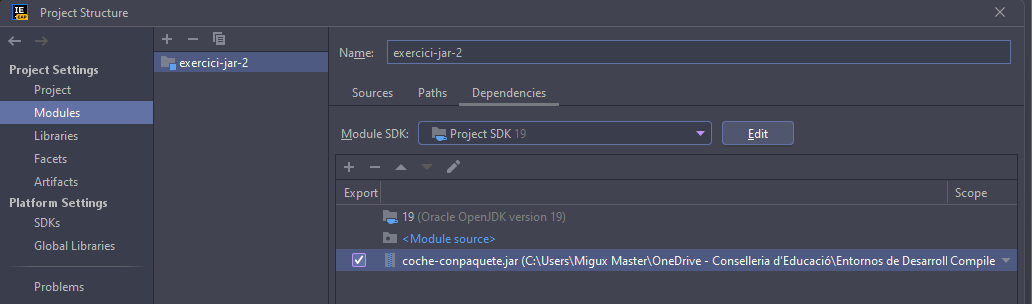 Project Structure
Project Settings
Project
Modules
Libraries
Facets
Artifacts
Platform Settings
SDKs
Global Libraries
Problems
exercici-jar-2
Name: exercici-jar-2
Sources Paths Dependencies
Module SDK: Project SDK 19 Edit
Export Scope
19 (Oracle OpenJDK version 19)
<Module source>
coche-conpaquete.jar (C:\Users\Migux Master\OneDrive - Conselleria d'Educació\Entornos de Desarroll Compile